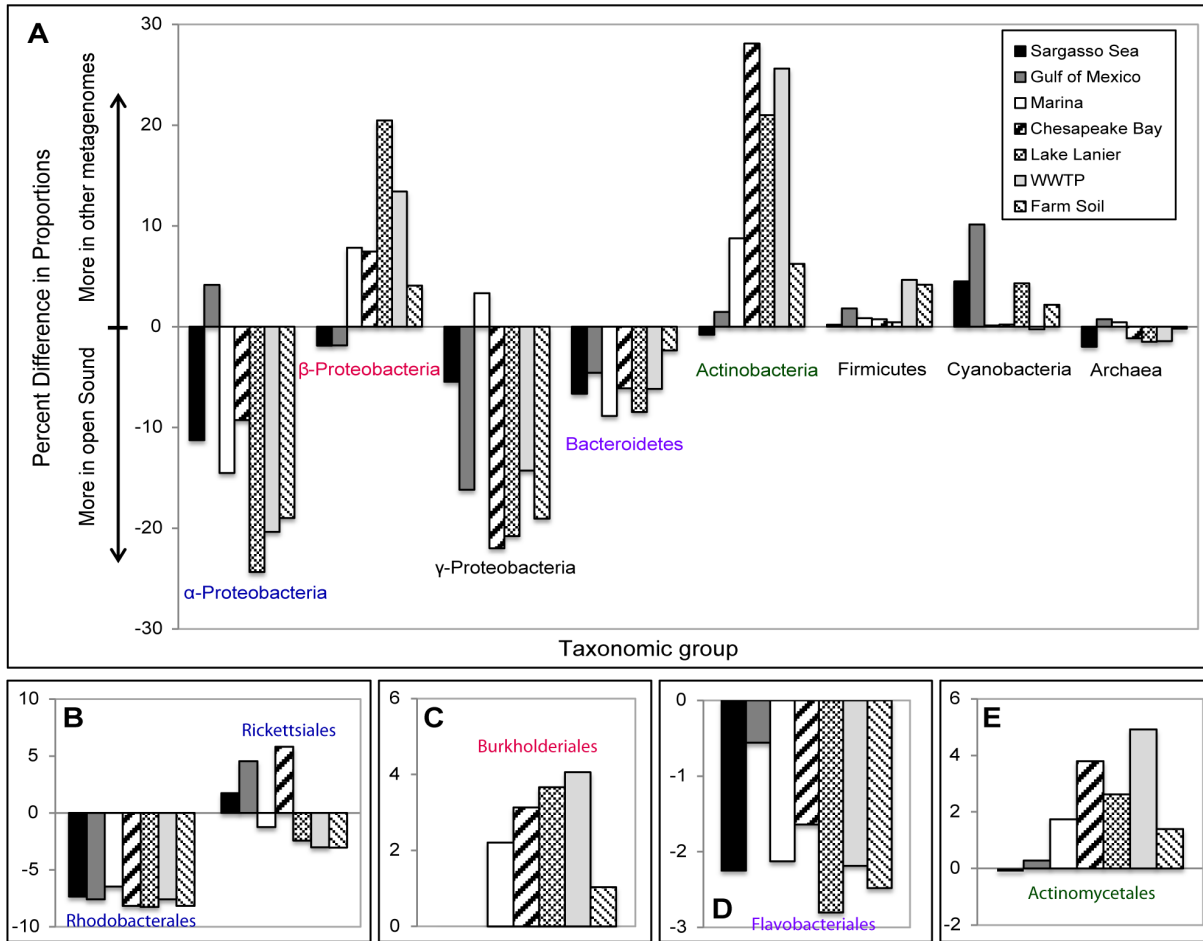 A
30
20
10
0
-10
-20
-30
Percent Difference in Proportions
More in other metagenomes
More in open Sound
Sargasso Sea
Gulf of Mexico
Marina
Chesapeake Bay
Lake Lanier
WWTP
Farm Soil
α-Proteobacteria
β-Proteobacteria
γ-Proteobacteria
Bacteroidetes
Actinobacteria
Firmicutes
Cyanobacteria
Archaea
Taxonomic group
B
10
5
0
-5
-10
Rickettsiales
Rhodobacterales
C
6
4
2
0
Burkholderiales
D
0
-1
-2
-3
Flavobacteriales
E
6
4
2
0
-2
Actinomycetales